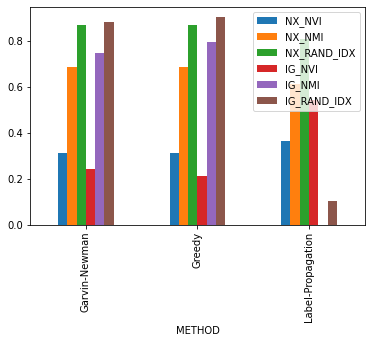 NX_NVI
NX_NMI
NX_RAND_IDX
IG_NVI
IG_NMI
IG_RAND_IDX
0.8
0.6
0.4
0.2
0.0
Garvin-Newman
Greedy
Label-Propagation
METHOD